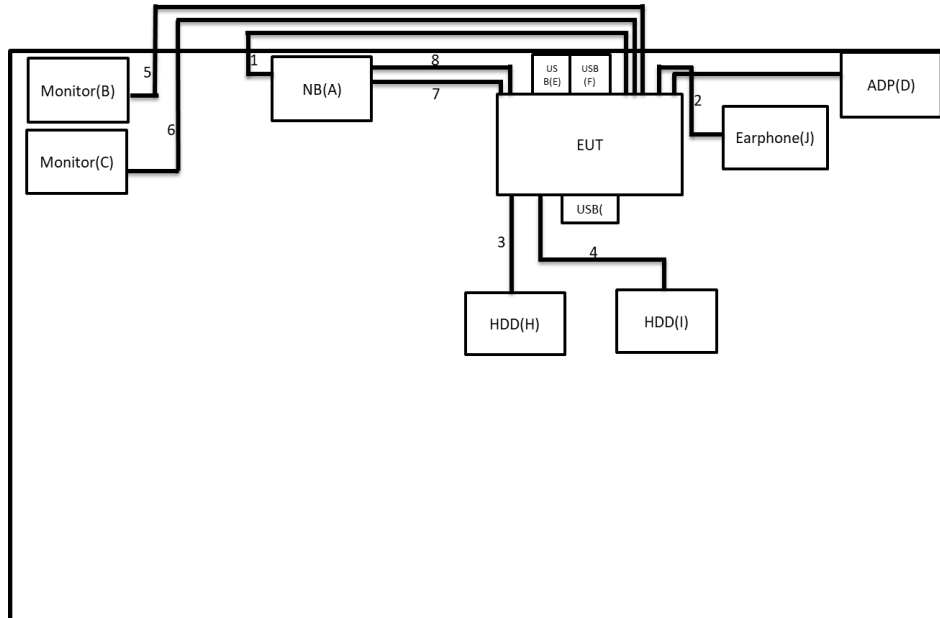 5
1
8
US
B(E)
USB
(F)
Monitor(B)
NB(A)
7
2
ADP(D)
6
Monitor(C)
EUT
Earphone(J)
USB(
3
4
HDD(H)
HDD(I)